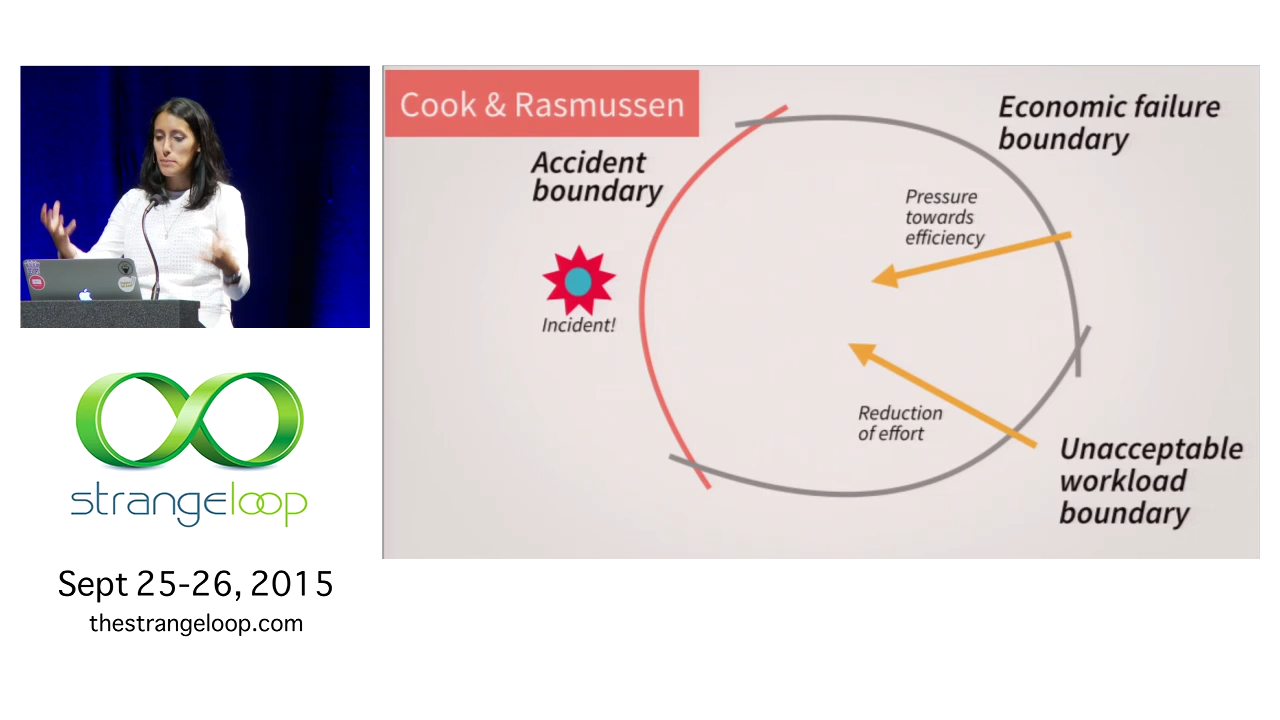 Cook & Rasmussen
Accident
boundary
Economic failure
boundary
Pressure
towards
efficiency
Incident!
Reduction
of effort
Unacceptable
workload
boundary
strangeloop
Sept 25-26, 2015
thestrangeloop.com